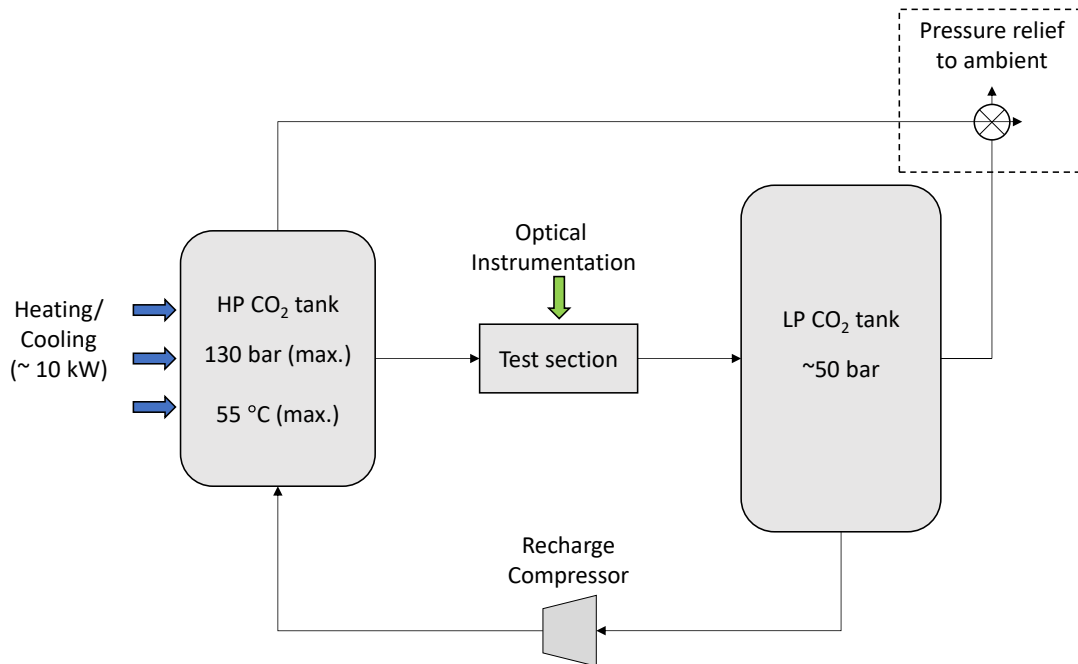 Pressure relief
to ambient
Optical
Instrumentation
Heating/
Cooling
(~ 10 kW)
HP CO₂ tank
130 bar (max.)
55 °C (max.)
Test section
LP CO₂ tank
~50 bar
Recharge
Compressor